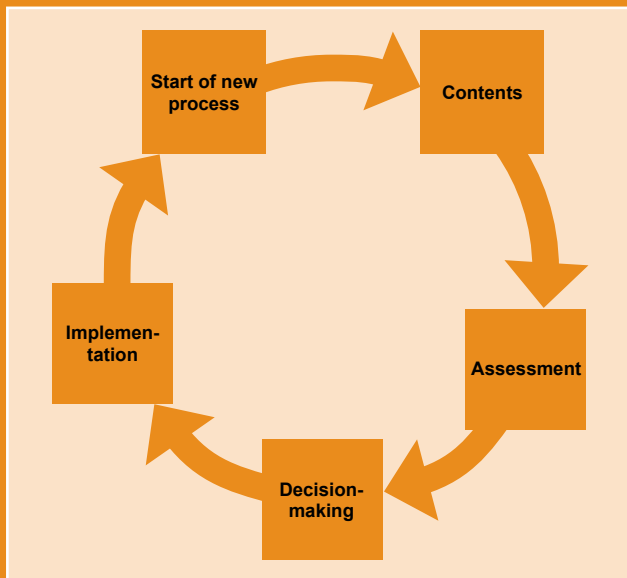 Start of new
process
Contents
Assessment
Decision-
making
Implemen-
tation